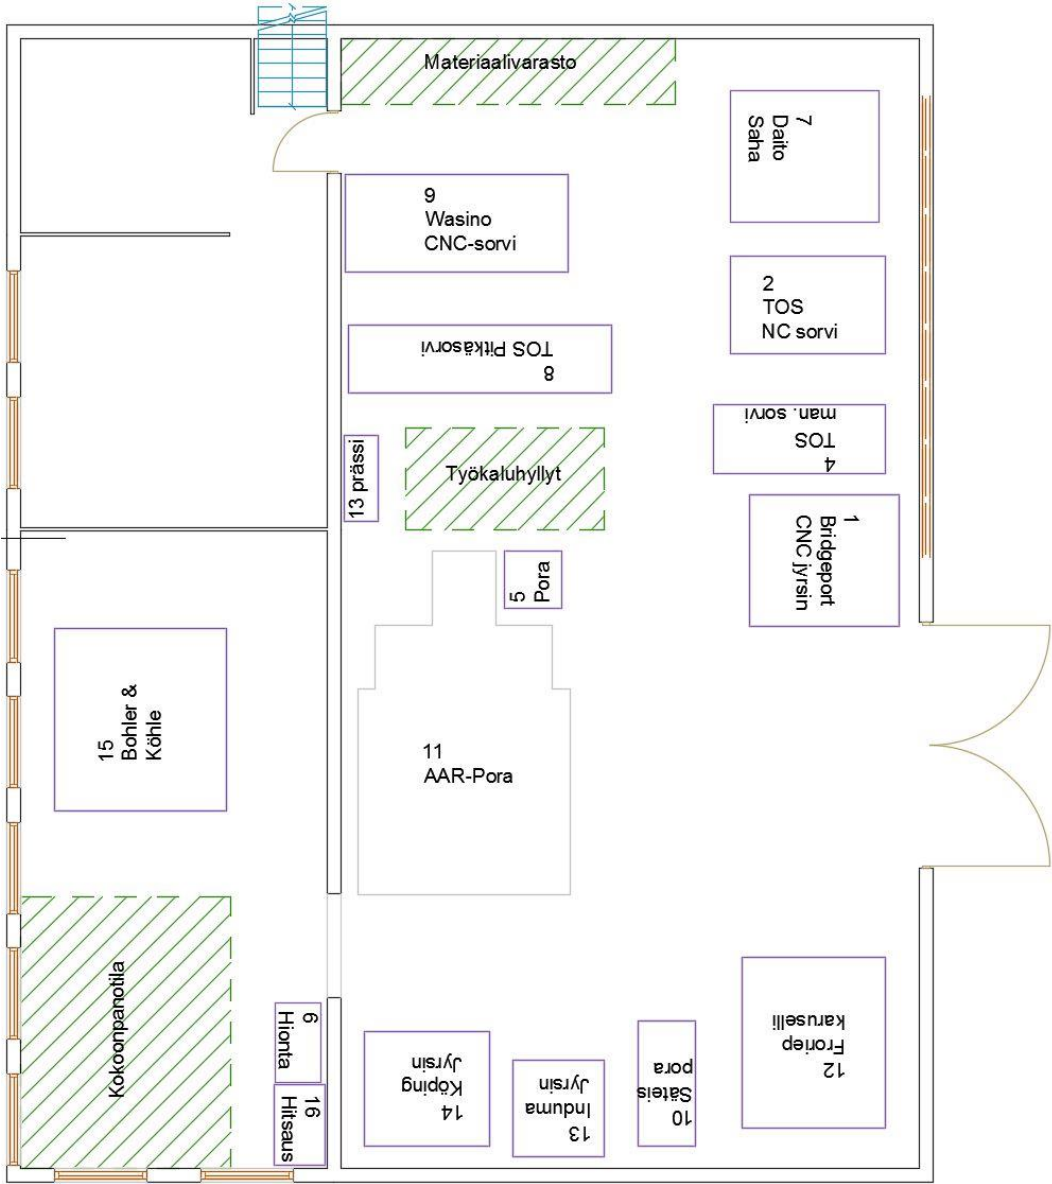 Materiaalivarasto
7
Daito
Saha
9
Wasino
CNC-sorvi
2
TOS
NC sorvi
8
TOS Pitkäsorvi
4
TOS
man. sorvi
13 prässi
Työkaluhyllyt
1
Bridgeport
CNC jyrsin
5
Pora
15
Bohler &
Köhle
11
AAR-Pora
Kokoonpanotila
6
Hionta
16
Hitsaus
14
Köping
Jyrsin
13
Induma
Jyrsin
10
Säteis
pora
12
Froriep
karuselli